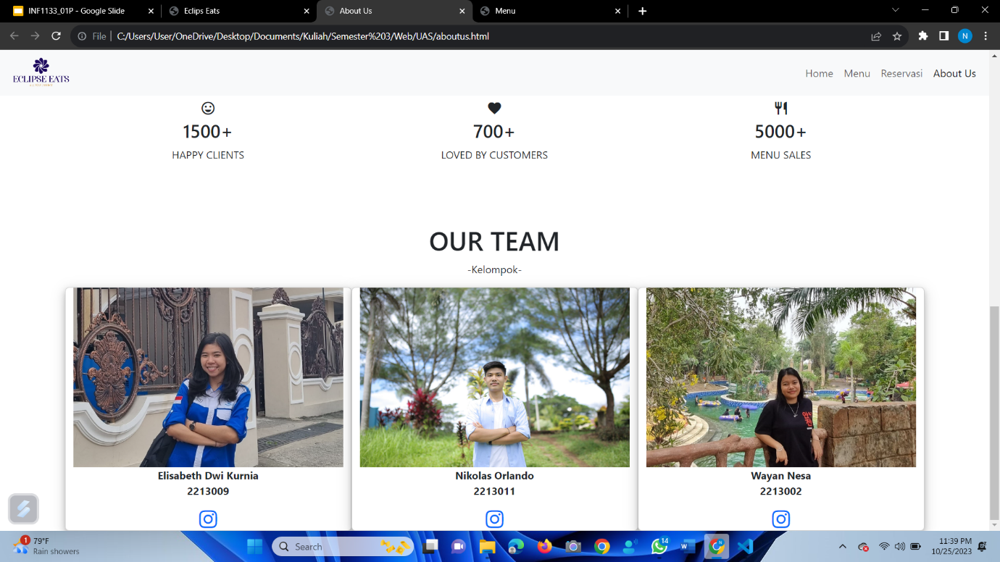 INF1133_01P - Google Slide
Eclips Eats
About Us
Menu
File
C:/Users/User/OneDrive/Desktop/Documents/Kuliah/Semester%203/Web/UAS/aboutus.html
N
ECLIPSE EATS
Home Menu Reservasi About Us
1500+
HAPPY CLIENTS
700+
LOVED BY CUSTOMERS
5000+
MENU SALES
OUR TEAM
-Kelompok-
Elisabeth Dwi Kurnia
2213009
Nikolas Orlando
2213011
Wayan Nesa
2213002
1
79°F
Rain showers
Search
14
11:39 PM
10/25/2023